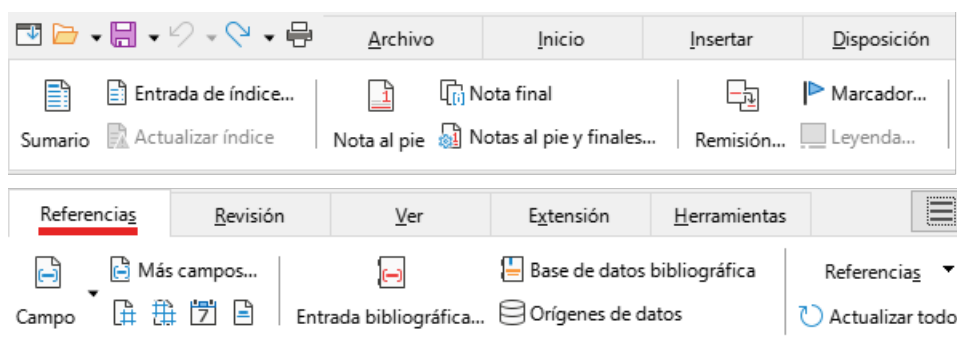 Archivo Inicio Insertar Disposición
Entrada de índice... Nota final Marcador...
Sumario Actualizar índice Nota al pie Notas al pie y finales... Remisión... Leyenda...
Referencias Revisión Ver Extensión Herramientas
Más campos... Base de datos bibliográfica Referencias
Campo 7 Entrada bibliográfica... Orígenes de datos Actualizar todo